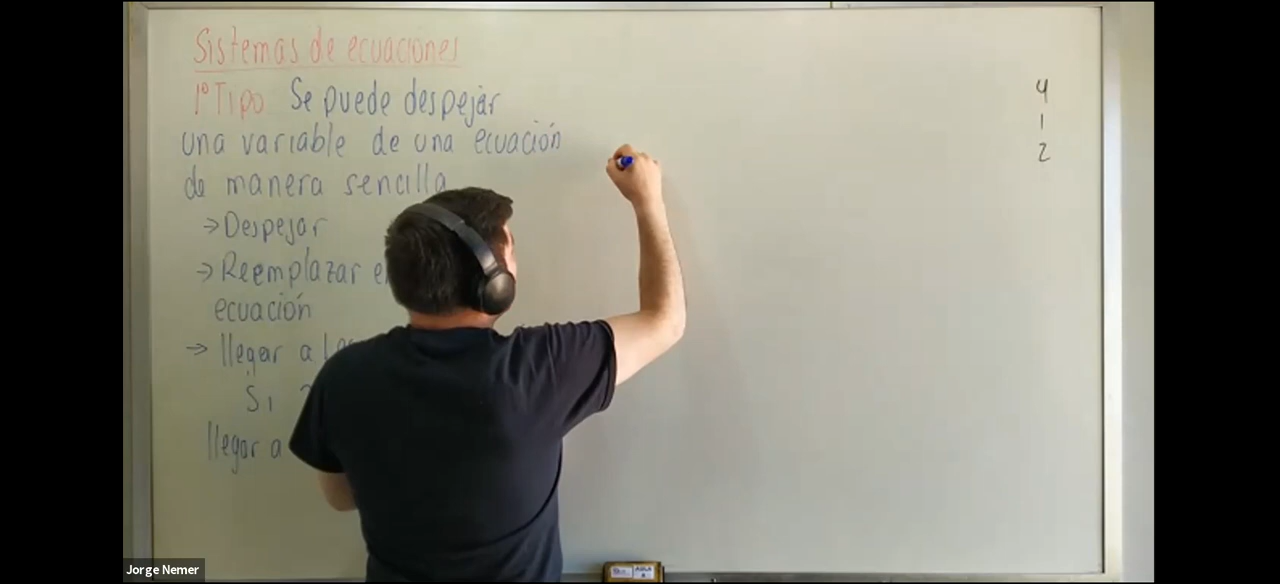 Sistemas de ecuaciones
1º Tipo Se puede despejar
una variable de una ecuación
de manera sencilla
→ Despejar
→ Reemplazar
ecuación
→ llegar a
Si
llegar a
4
1
2
Jorge Nemer